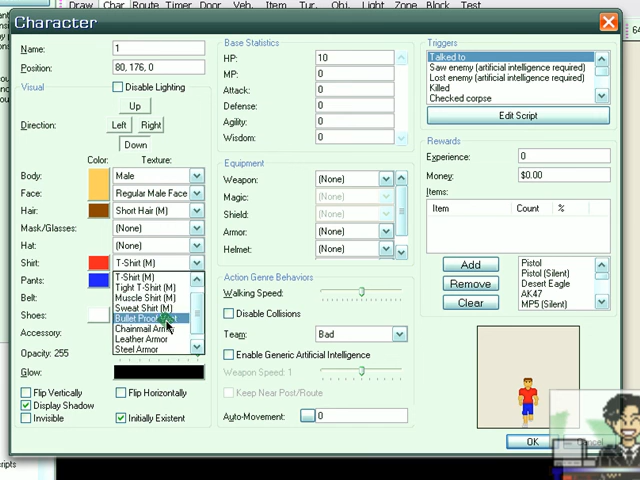 Draw Char Route Timer Door Item Tur. Obj. Light Zone Block Test
Character
Name: 1
Position: 80, 176, 0
Visual
Disable Lighting
Up
Direction: Left Right
Down
Color: Texture:
Body: Male
Face: Regular Male Face
Hair: Short Hair (M)
Mask/Glasses: (None)
Hat: (None)
Shirt: T-Shirt (M)
Pants:
Belt:
Shoes:
Accessory:
T-Shirt (M)
Tight T-Shirt (M)
Muscle Shirt (M)
Sweat Shirt (M)
Bullet Proof
Chainmail
Leather Armor
Steel Armor
Opacity: 255
Glow:
Flip Vertically Flip Horizontally
Display Shadow
Invisible Initially Existent
Base Statistics
HP: 10
MP: 0
Attack: 0
Defense: 0
Agility: 0
Wisdom: 0
Equipment
Weapon: (None)
Magic: (None)
Shield: (None)
Armor: (None)
Helmet: (None)
Action Genre Behaviors
Walking Speed:
Disable Collisions
Team: Bad
Enable Generic Artificial Intelligence
Weapon Speed: 1
Keep Near Post/Route
Auto-Movement: 0
Triggers
Talked to
Saw enemy (artificial intelligence required)
Lost enemy (artificial intelligence required)
Killed
Checked corpse
Edit Script
Rewards
Experience: 0
Money: $0.00
Items:
Item Count %
Add
Remove
Clear
Pistol
Pistol (Silent)
Desert Eagle
AK47
MP5 (Silent)
OK Cancel
cripts